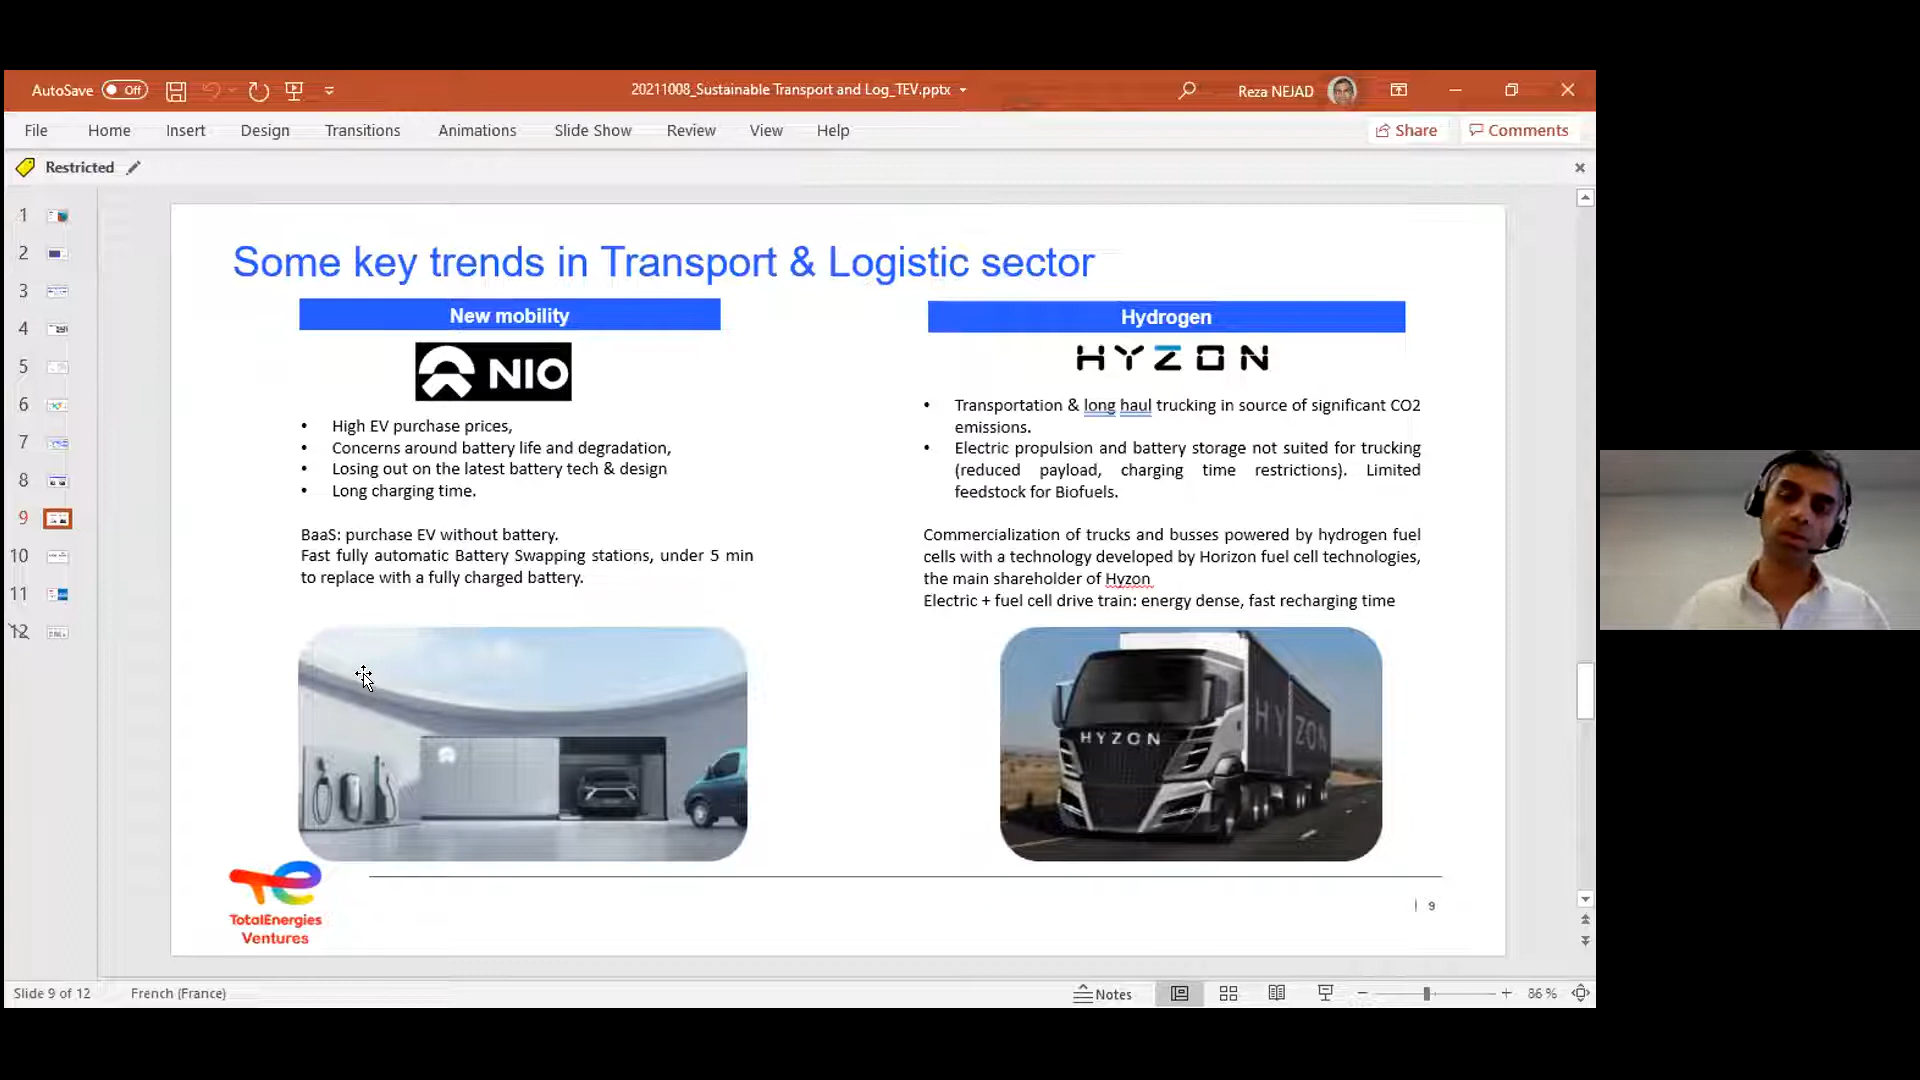 AutoSave Off
20211008_Sustainable Transport and Log_TEV.pptx
Reza NEJAD
File Home Insert Design Transitions Animations Slide Show Review View Help
Share Comments
Restricted
1
2
3
4
5
6
7
8
9
10
11
12
Some key trends in Transport & Logistic sector
New mobility
NIO
• High EV purchase prices,
• Concerns around battery life and degradation,
• Losing out on the latest battery tech & design
• Long charging time.
BaaS: purchase EV without battery.
Fast fully automatic Battery Swapping stations, under 5 min
to replace with a fully charged battery.
Hydrogen
HYZON
• Transportation & long haul trucking in source of significant CO2
emissions.
• Electric propulsion and battery storage not suited for trucking
(reduced payload, charging time restrictions). Limited
feedstock for Biofuels.
Commercialization of trucks and busses powered by hydrogen fuel
cells with a technology developed by Horizon fuel cell technologies,
the main shareholder of Hyzon
Electric + fuel cell drive train: energy dense, fast recharging time
HYZON
HYZON
TotalEnergies
Ventures
9
Slide 9 of 12 French (France)
Notes
86 %